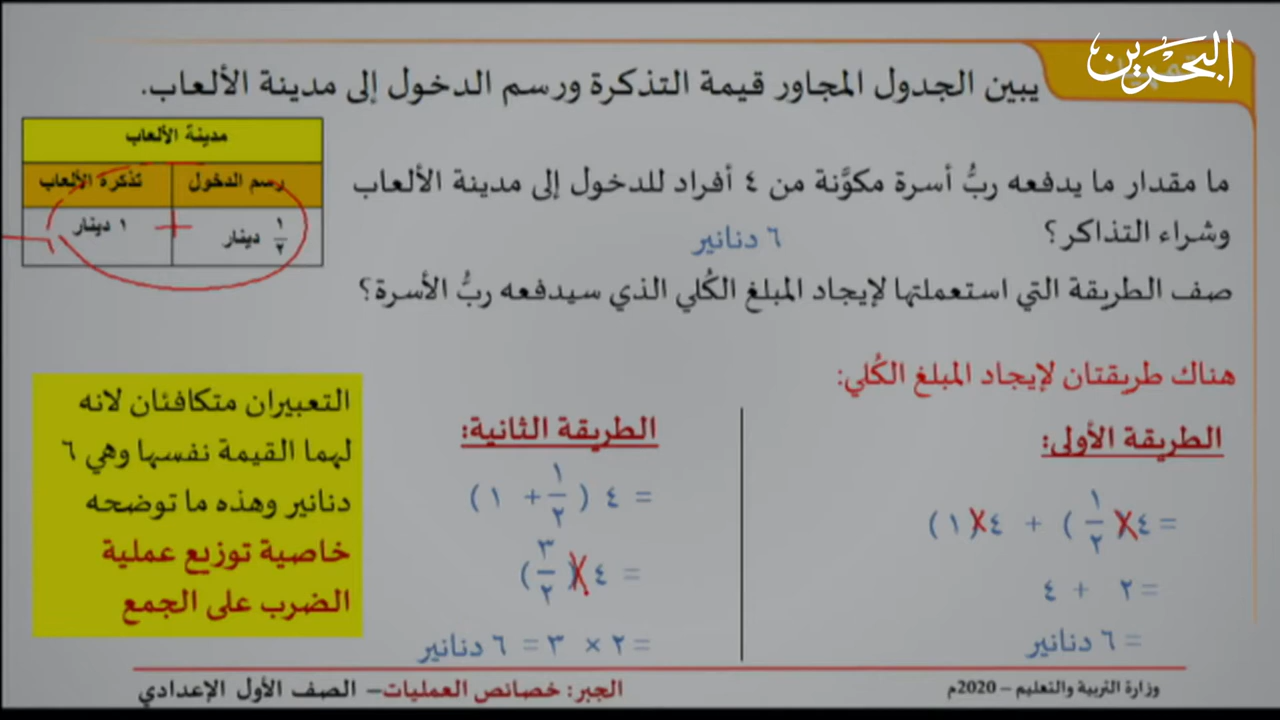 البحرين
يبين الجدول المجاور قيمة التذكرة ورسم الدخول إلى مدينة الألعاب.
مدينة الألعاب
رسم الدخول تذكرة الألعاب
١/٢ دينار + ١ دينار
ما مقدار ما يدفعه ربُّ أسرة مكوَّنة من ٤ أفراد للدخول إلى مدينة الألعاب
وشراء التذاكر؟ ٦ دنانير
صف الطريقة التي استعملتها لإيجاد المبلغ الكُلي الذي سيدفعه ربُّ الأسرة؟
هناك طريقتان لإيجاد المبلغ الكُلي:
الطريقة الأولى:
= ٤ × ١/٢ ) + ٤ × ١ )
= ٢ + ٤
= ٦ دنانير
الطريقة الثانية:
= ٤ ( ١/٢ + ١ )
= ٤ × ( ٣/٢ )
= ٢ × ٣ = ٦ دنانير
التعبيران متكافئان لانه
لهما القيمة نفسها وهي ٦
دنانير وهذه ما توضحه
خاصية توزيع عملية
الضرب على الجمع
وزارة التربية والتعليم – 2020م
الجبر: خصائص العمليات – الصف الأول الإعدادي